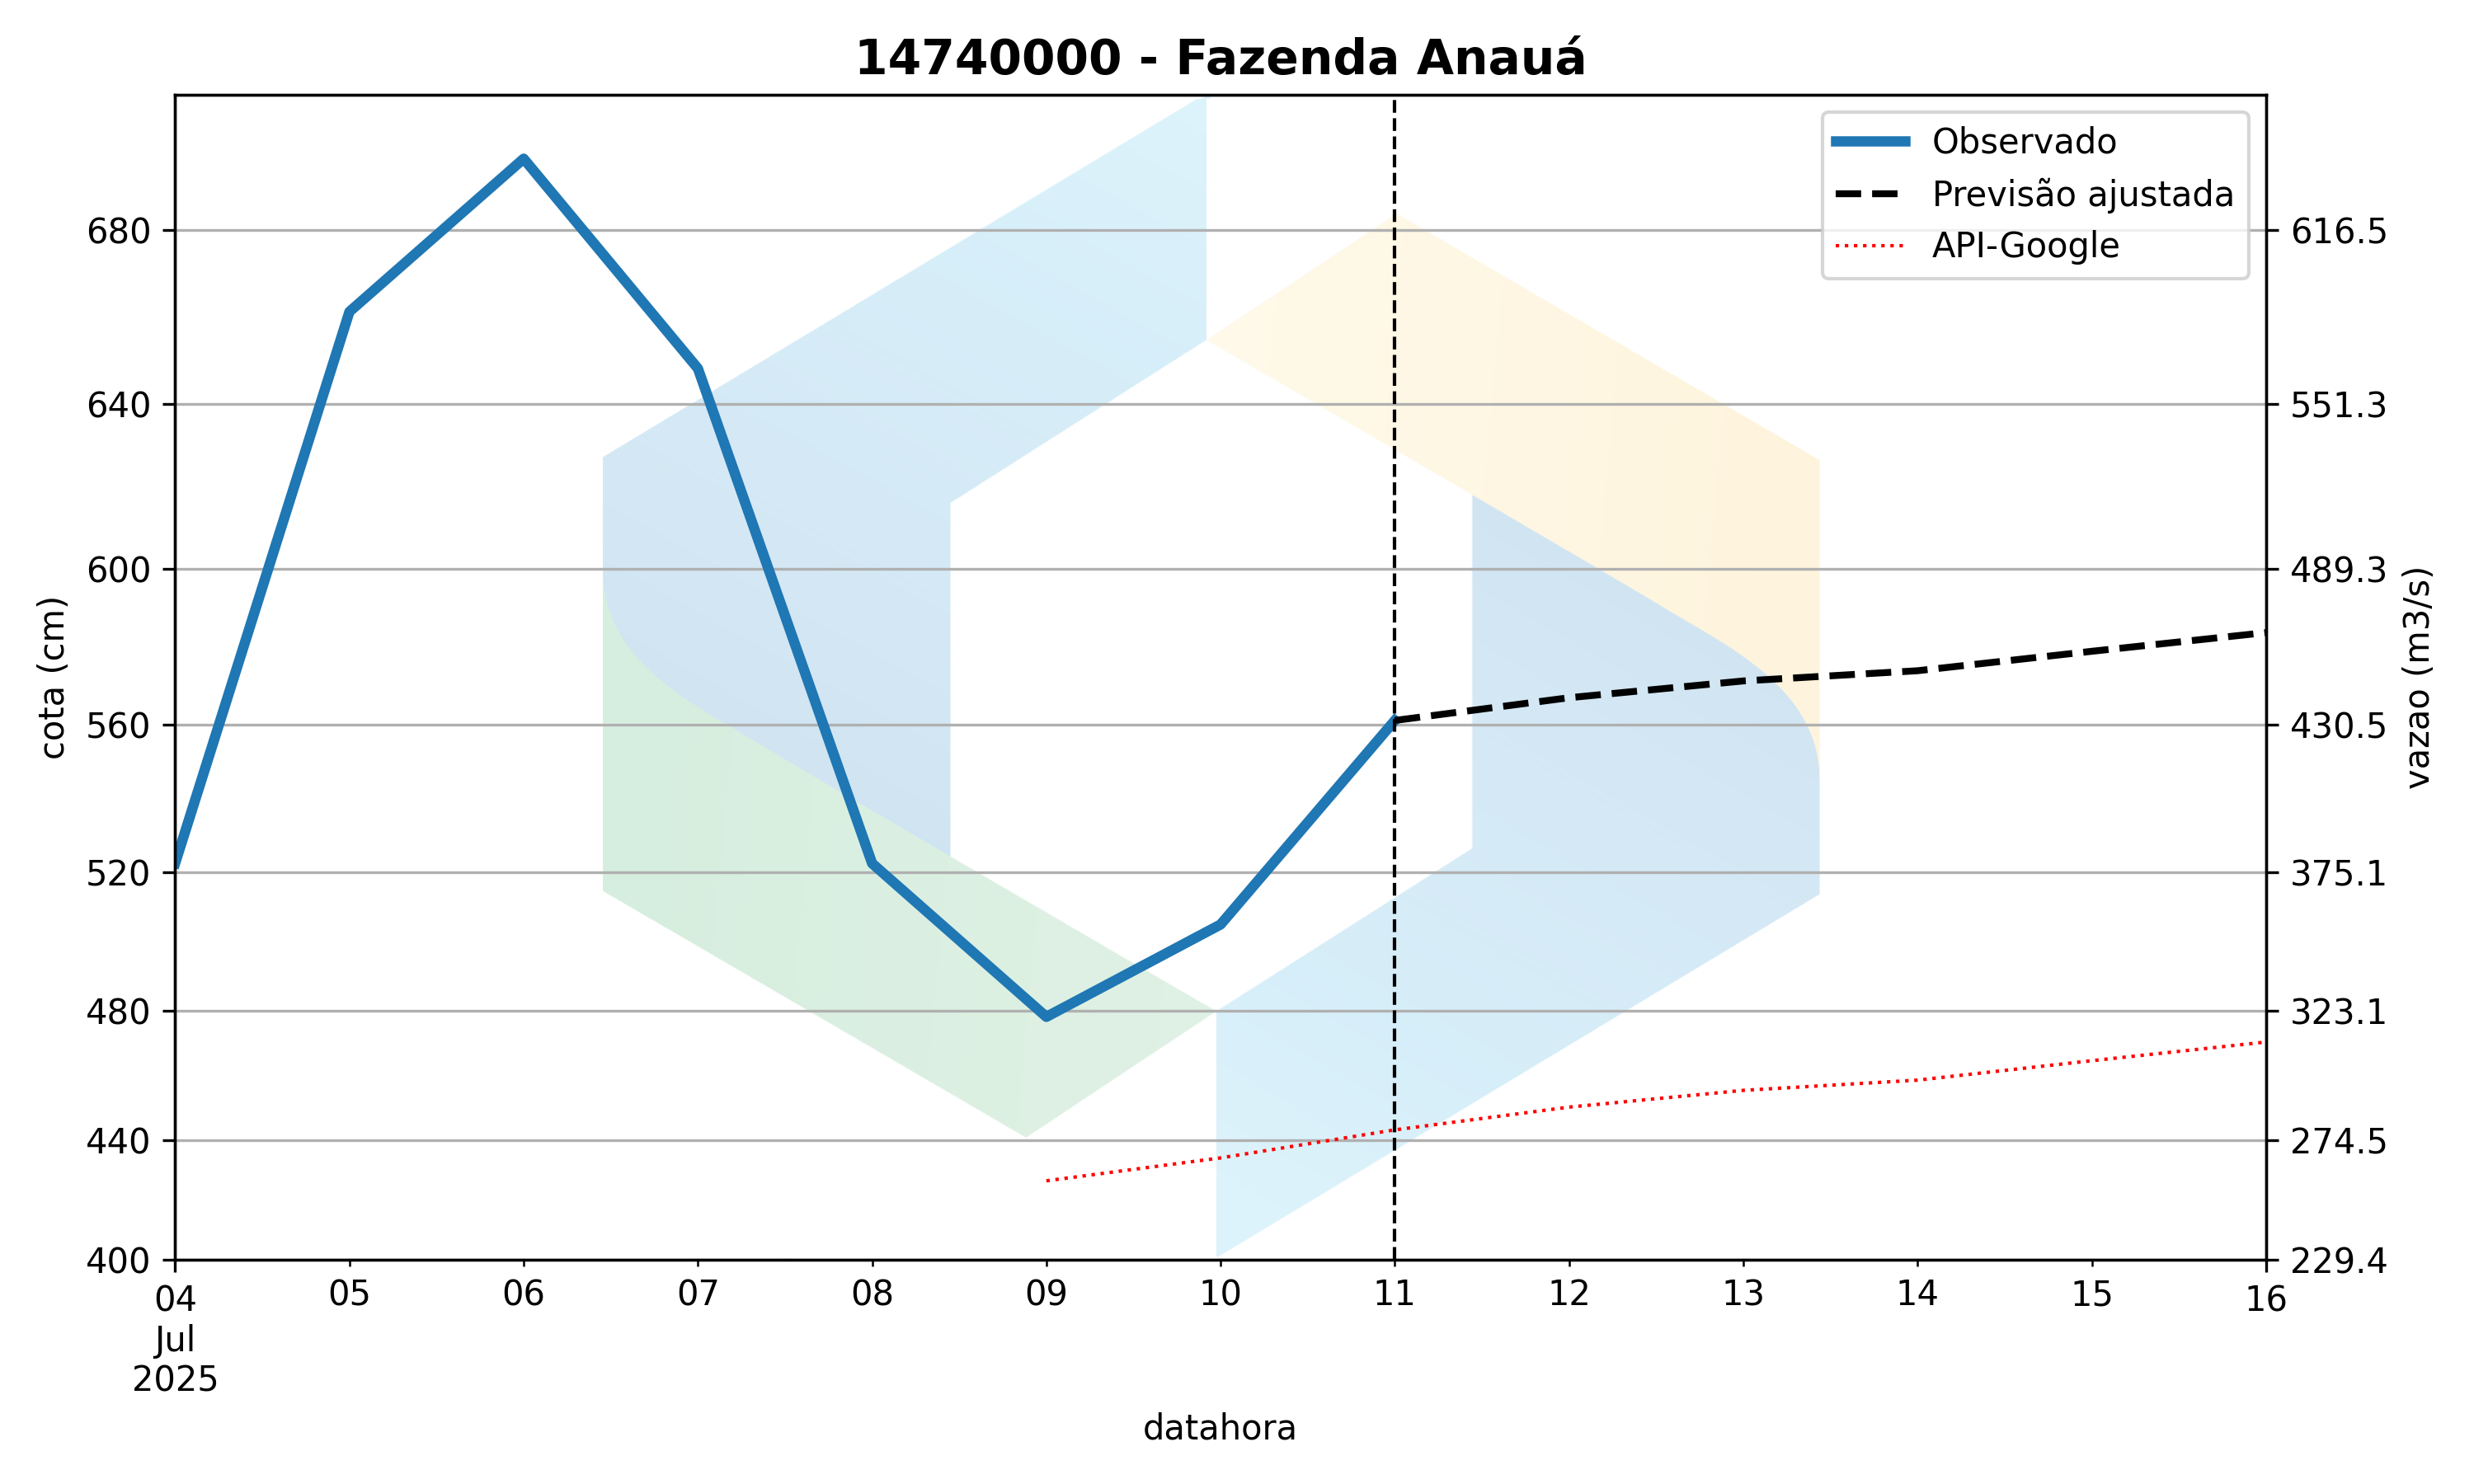 14740000 - Fazenda Anauá
Observado
Previsão ajustada
API-Google
cota (cm)
680
640
600
560
520
480
440
400
616.5
551.3
489.3
430.5
375.1
323.1
274.5
229.4
vazao (m3/s)
04 05 06 07 08 09 10 11 12 13 14 15 16
Jul
2025
datahora